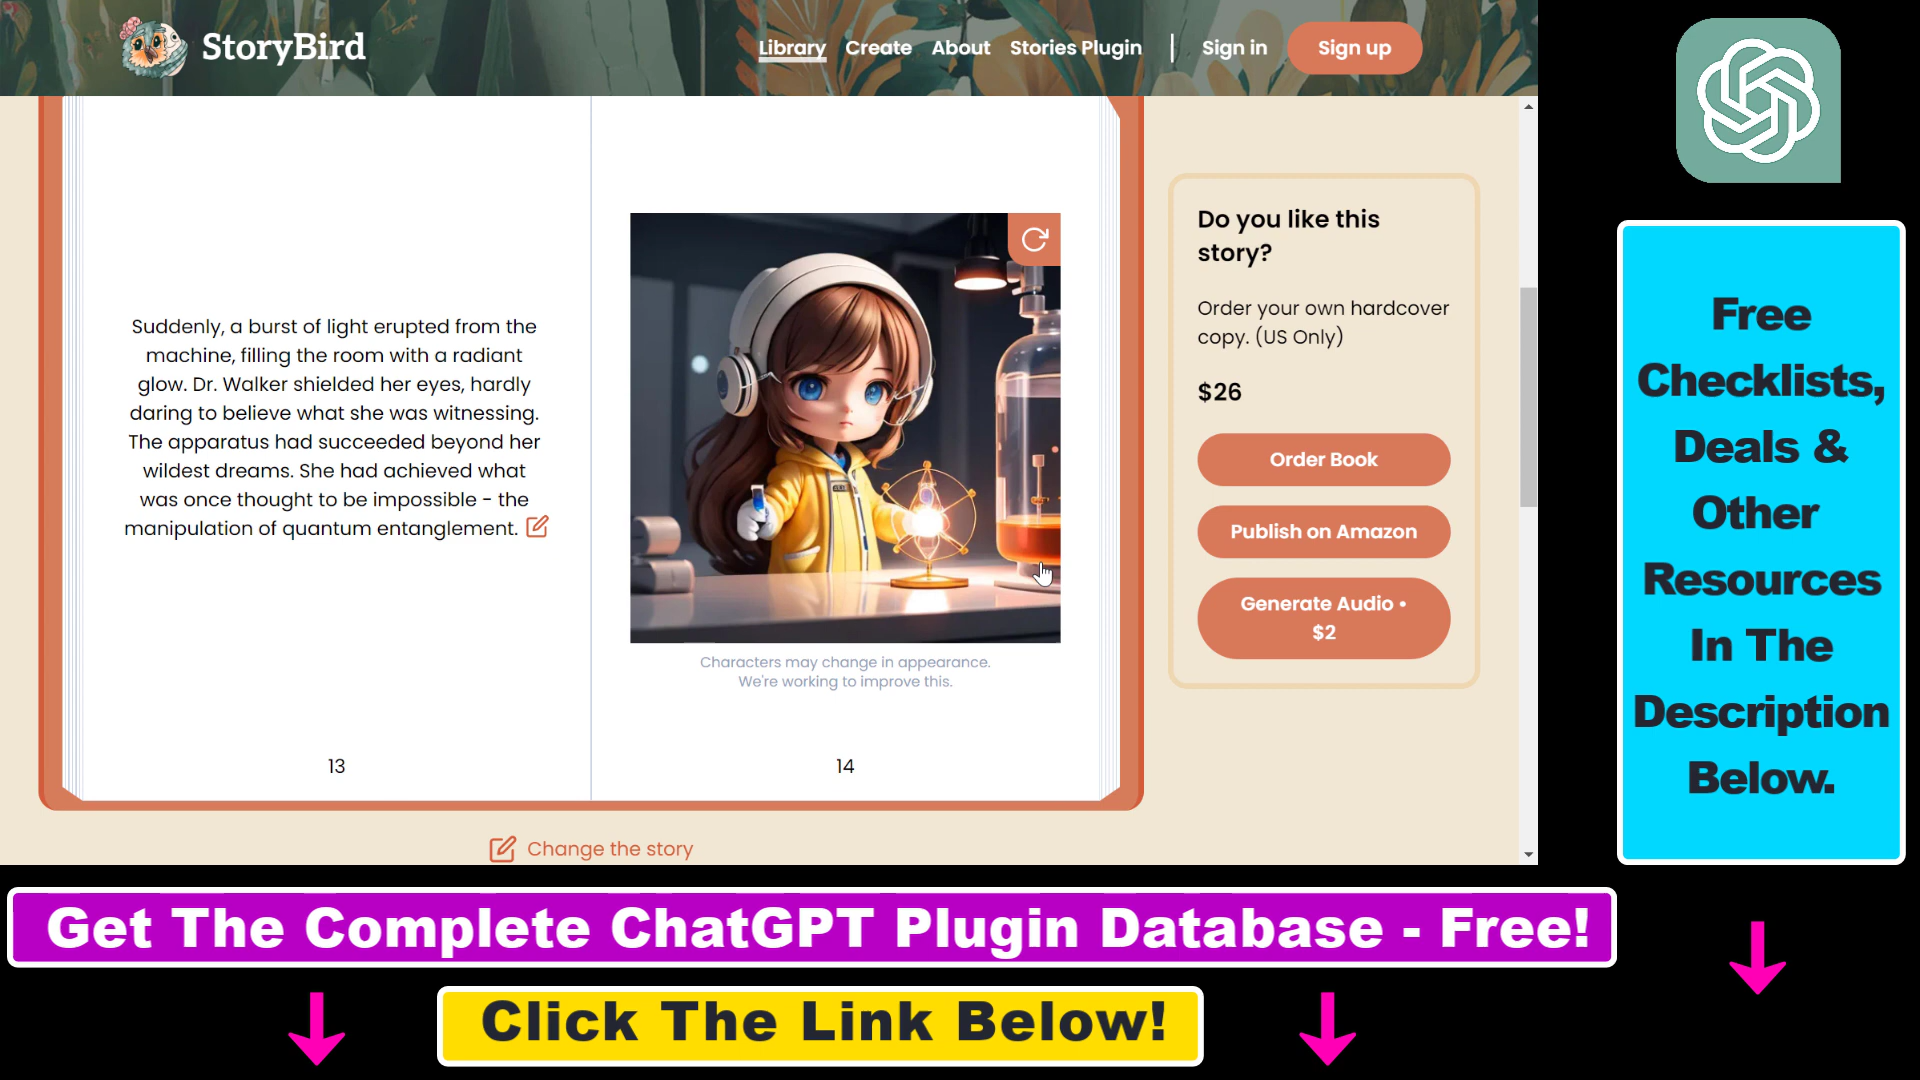 StoryBird
Library Create About Stories Plugin | Sign in Sign up
Suddenly, a burst of light erupted from the
machine, filling the room with a radiant
glow. Dr. Walker shielded her eyes, hardly
daring to believe what she was witnessing.
The apparatus had succeeded beyond her
wildest dreams. She had achieved what
was once thought to be impossible - the
manipulation of quantum entanglement.
13
Characters may change in appearance.
We're working to improve this.
14
Change the story
Do you like this
story?
Order your own hardcover
copy. (US Only)
$26
Order Book
Publish on Amazon
Generate Audio •
$2
Free
Checklists,
Deals &
Other
Resources
In The
Description
Below.
Get The Complete ChatGPT Plugin Database - Free!
Click The Link Below!